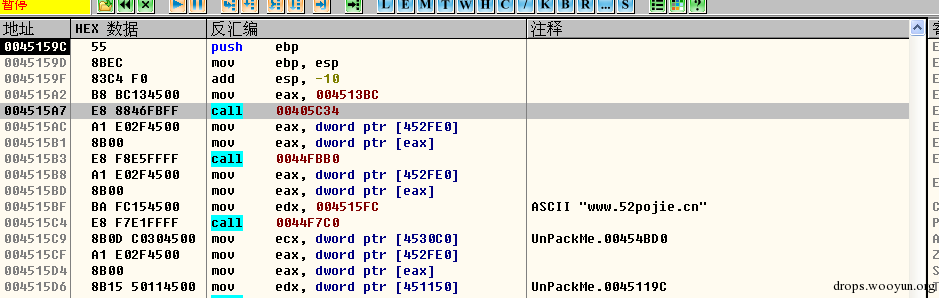 暂停
L E M T W H C / K B R ... S
地址 HEX 数据 反汇编 注释
0045159C 55 push ebp
0045159D 8BEC mov ebp, esp
0045159F 83C4 F0 add esp, -10
004515A2 B8 BC134500 mov eax, 004513BC
004515A7 E8 8846FBFF call 00405C34
004515AC A1 E02F4500 mov eax, dword ptr [452FE0]
004515B1 8B00 mov eax, dword ptr [eax]
004515B3 E8 F8E5FFFF call 0044FBB0
004515B8 A1 E02F4500 mov eax, dword ptr [452FE0]
004515BD 8B00 mov eax, dword ptr [eax]
004515BF BA FC154500 mov edx, 004515FC ASCII "www.52pojie.cn"
004515C4 E8 F7E1FFFF call 0044F7C0
004515C9 8B0D C0304500 mov ecx, dword ptr [4530C0] UnPackMe.00454BD0
004515CF A1 E02F4500 mov eax, dword ptr [452FE0]
004515D4 8B00 mov eax, dword ptr [eax]
004515D6 8B15 50114500 mov edx, dword ptr [451150] UnPackMe.0045119C
drops.wooyun.org